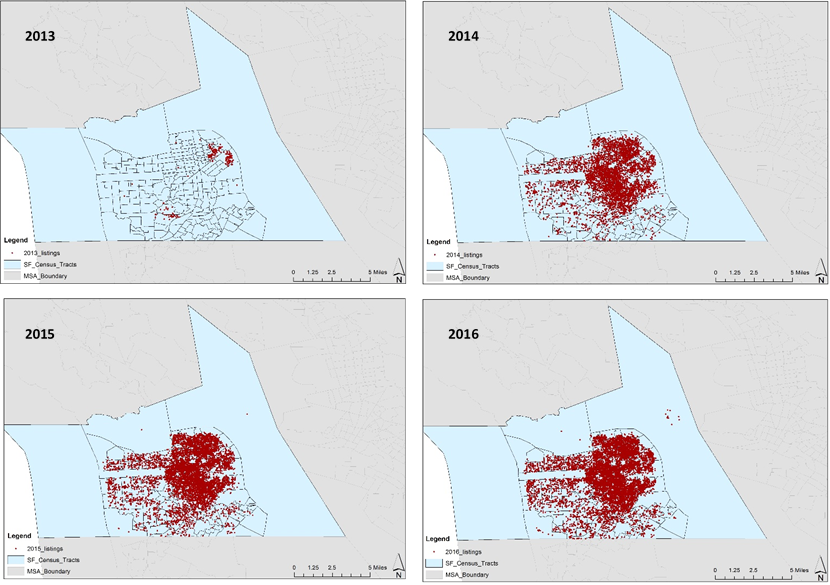 2013
Legend
2013_listings
SF_Census_Tracts
MSA_Boundary
0 1.25 2.5 5 Miles
N
2014
Legend
2014_listings
SF_Census_Tracts
MSA_Boundary
0 1.25 2.5 5 Miles
N
2015
Legend
2015_listings
SF_Census_Tracts
MSA_Boundary
0 1.25 2.5 5 Miles
N
2016
Legend
2016_listings
SF_Census_Tracts
MSA_Boundary
0 1.25 2.5 5 Miles
N